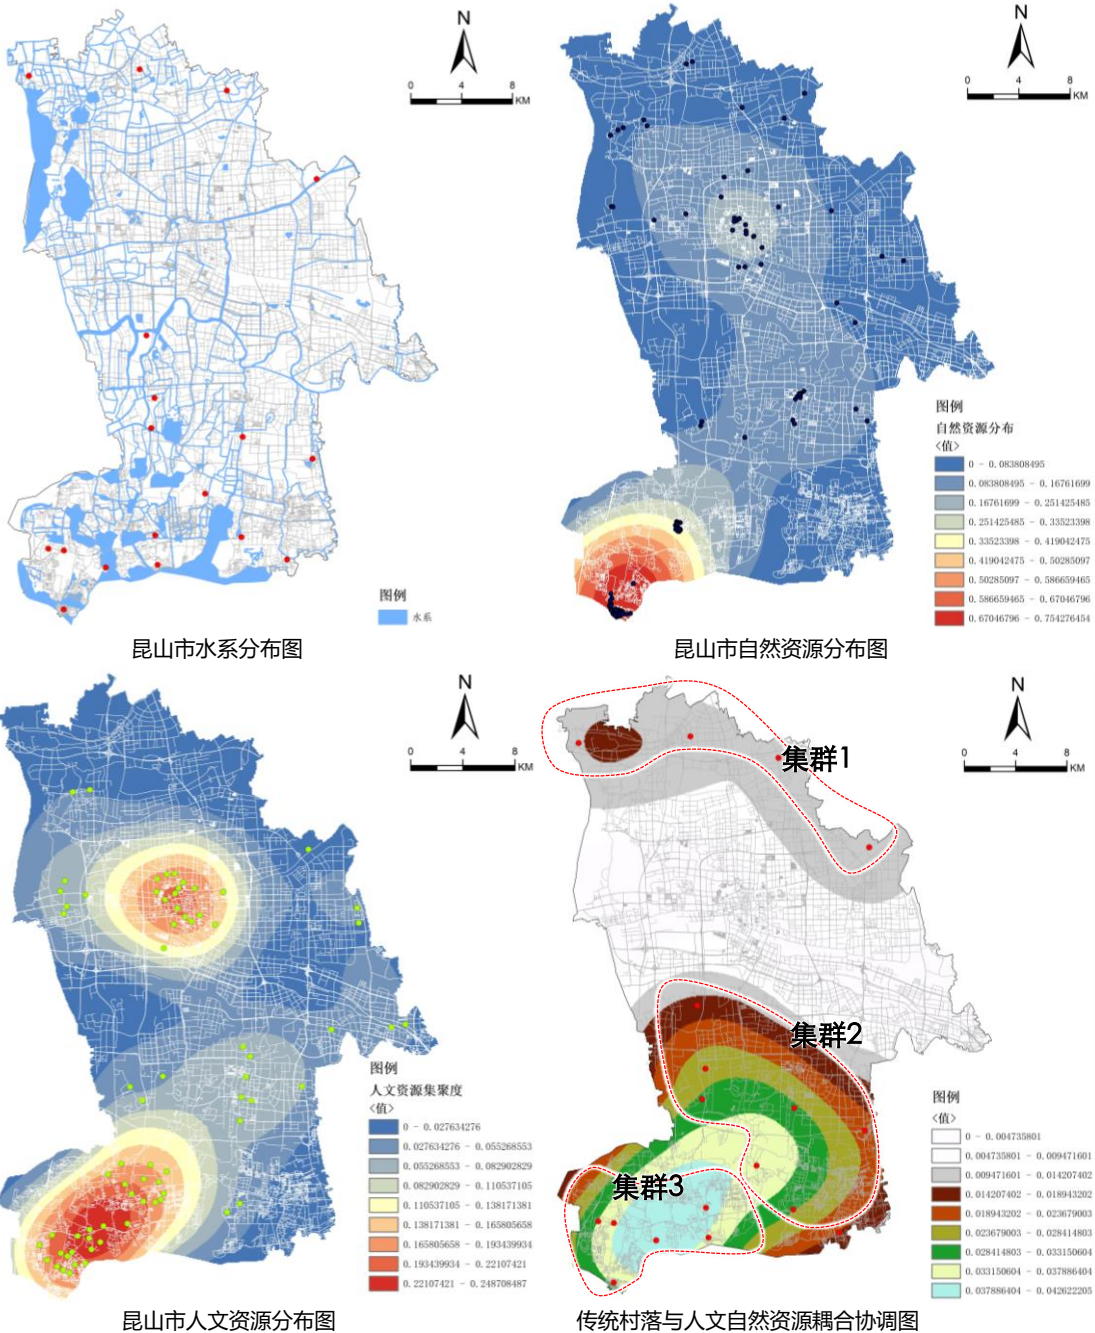 N
0 4 8
KM
图例
水系
昆山市水系分布图
N
0 4 8
KM
图例
自然资源分布
<值>
0 - 0.083808495
0.083808495 - 0.16761699
0.16761699 - 0.251425485
0.251425485 - 0.33523398
0.33523398 - 0.419042475
0.419042475 - 0.50285097
0.50285097 - 0.586659465
0.586659465 - 0.67046796
0.67046796 - 0.754276454
昆山市自然资源分布图
N
0 4 8
KM
图例
人文资源集聚度
<值>
0 - 0.027634276
0.027634276 - 0.055268553
0.055268553 - 0.082902829
0.082902829 - 0.110537105
0.110537105 - 0.138171381
0.138171381 - 0.165805658
0.165805658 - 0.193439934
0.193439934 - 0.22107421
0.22107421 - 0.248708487
昆山市人文资源分布图
N
0 4 8
KM
集群1
集群2
集群3
图例
<值>
0 - 0.004735801
0.004735801 - 0.009471601
0.009471601 - 0.014207402
0.014207402 - 0.018943202
0.018943202 - 0.023679003
0.023679003 - 0.028414803
0.028414803 - 0.033150604
0.033150604 - 0.037886404
0.037886404 - 0.042622205
传统村落与人文自然资源耦合协调图